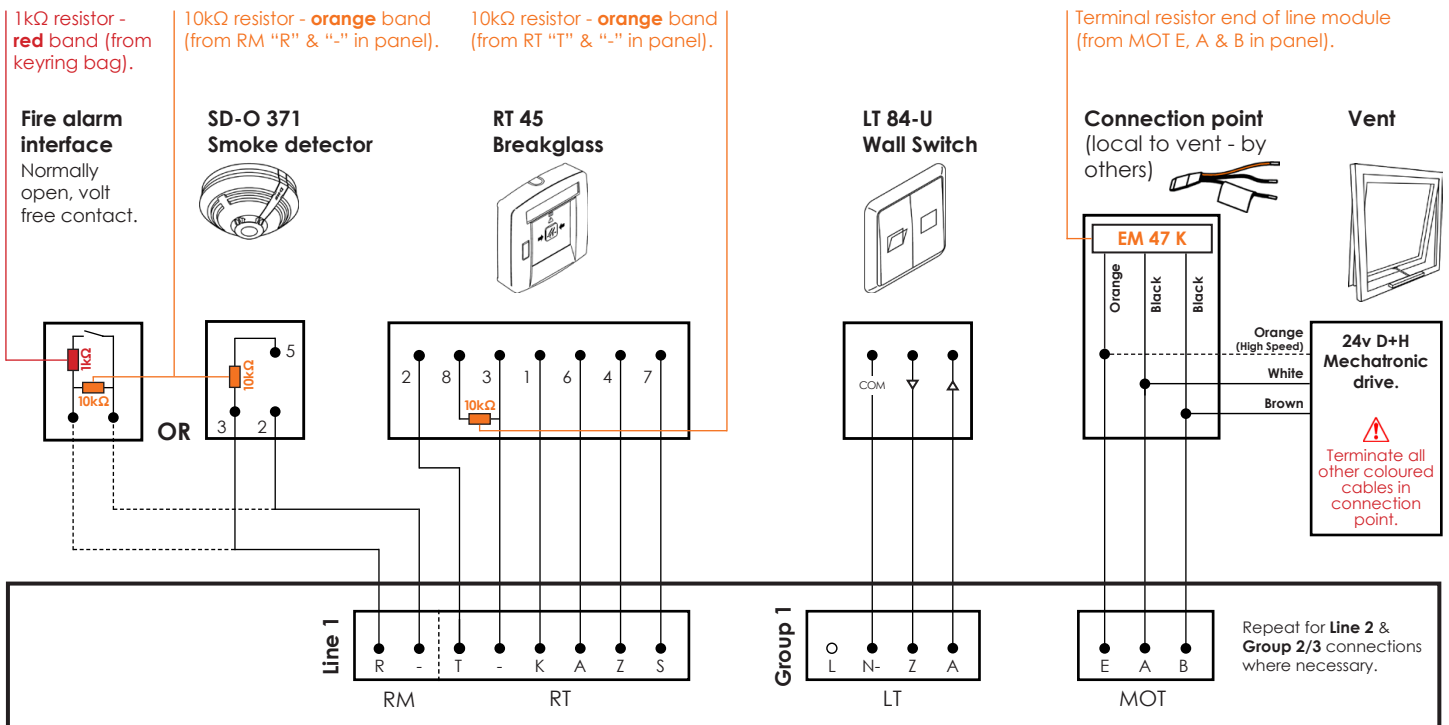 1kΩ resistor -
red band (from
keyring bag).
10kΩ resistor - orange band
(from RM “R” & “-” in panel).
10kΩ resistor - orange band
(from RT “T” & “-” in panel).
Terminal resistor end of line module
(from MOT E, A & B in panel).
Fire alarm
interface
Normally
open, volt
free contact.
SD-O 371
Smoke detector
RT 45
Breakglass
LT 84-U
Wall Switch
Connection point
(local to vent - by
others)
Vent
1kΩ
10kΩ
OR
10kΩ
5
3 2
2 8 3 1 6 4 7
10kΩ
COM
EM 47 K
Orange
Black
Black
Orange
(High Speed)
White
Brown
24v D+H
Mechatronic
drive.
Terminate all
other coloured
cables in
connection
point.
Line 1
R - T - K A Z S
RM RT
Group 1
L N- Z A
LT
E A B
MOT
Repeat for Line 2 &
Group 2/3 connections
where necessary.